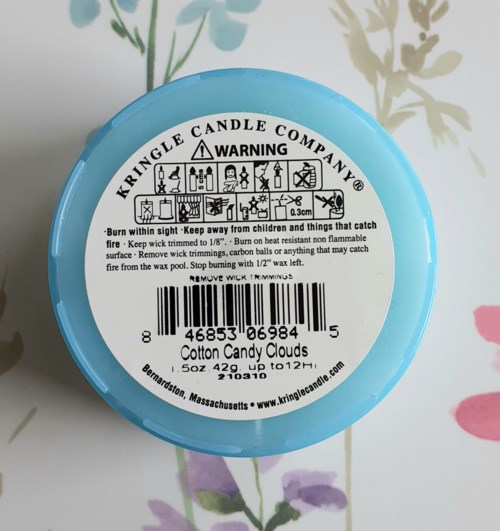 KRINGLE CANDLE COMPANY®
WARNING
0.3cm
·Burn within sight ·Keep away from children and things that catch
fire · Keep wick trimmed to 1/8". · Burn on heat resistant non flammable
surface · Remove wick trimmings, carbon balls or anything that may catch
fire from the wax pool. Stop burning with 1/2" wax left.
REMOVE WICK TRIMMINGS
8 46853 06984 5
Cotton Candy Clouds
1.5oz 42g. up to12Hr
210310
Bernardston, Massachusetts • www.kringlecandle.com